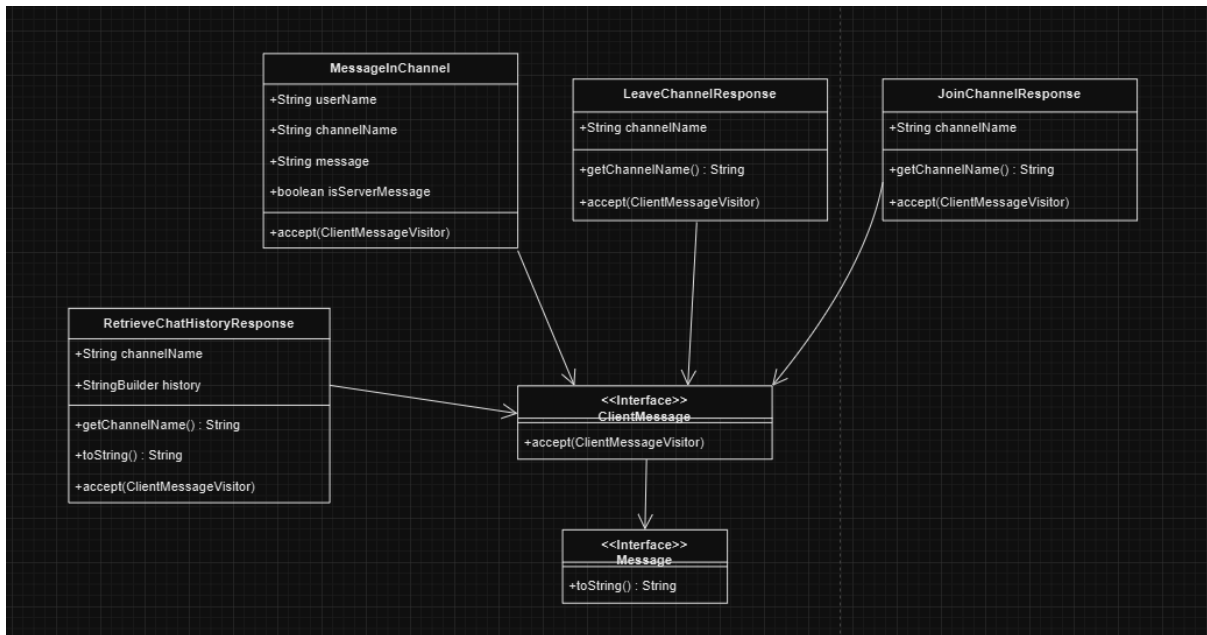 MessageInChannel
+String userName
+String channelName
+String message
+boolean isServerMessage
+accept(ClientMessageVisitor)
LeaveChannelResponse
+String channelName
+getChannelName() : String
+accept(ClientMessageVisitor)
JoinChannelResponse
+String channelName
+getChannelName() : String
+accept(ClientMessageVisitor)
RetrieveChatHistoryResponse
+String channelName
+StringBuilder history
+getChannelName() : String
+toString() : String
+accept(ClientMessageVisitor)
<<Interface>>
ClientMessage
+accept(ClientMessageVisitor)
<<Interface>>
Message
+toString() : String